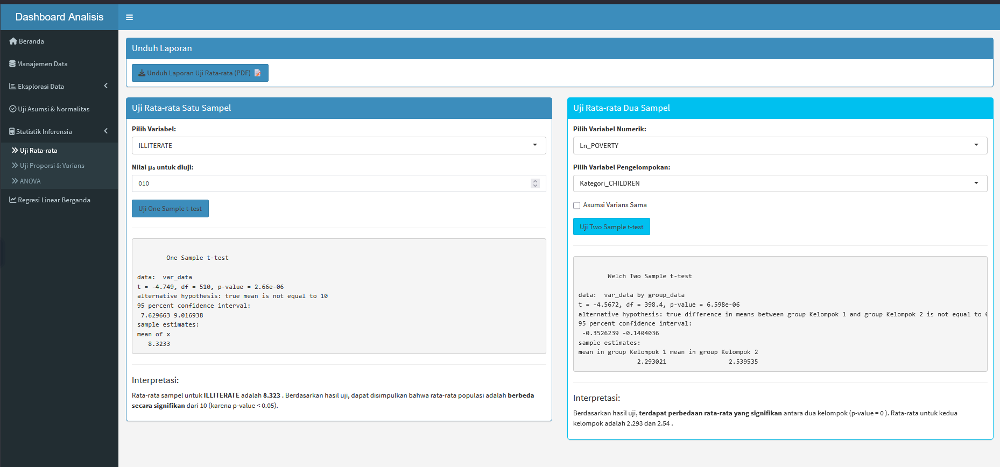 Dashboard Analisis
Beranda
Manajemen Data
Eksplorasi Data
Uji Asumsi & Normalitas
Statistik Inferensia
Uji Rata-rata
Uji Proporsi & Varians
ANOVA
Regresi Linear Berganda
Unduh Laporan
Unduh Laporan Uji Rata-rata (PDF)
Uji Rata-rata Satu Sampel
Pilih Variabel:
ILLITERATE
Nilai µ₀ untuk diuji:
010
Uji One Sample t-test
One Sample t-test
data:  var_data
t = -4.749, df = 510, p-value = 2.66e-06
alternative hypothesis: true mean is not equal to 10
95 percent confidence interval:
7.629663 9.016938
sample estimates:
mean of x
8.3233
Interpretasi:
Rata-rata sampel untuk ILLITERATE adalah 8.323 . Berdasarkan hasil uji, dapat disimpulkan bahwa rata-rata populasi adalah berbeda
secara signifikan dari 10 (karena p-value < 0.05).
Uji Rata-rata Dua Sampel
Pilih Variabel Numerik:
Ln_POVERTY
Pilih Variabel Pengelompokan:
Kategori_CHILDREN
Asumsi Varians Sama
Uji Two Sample t-test
Welch Two Sample t-test
data:  var_data by group_data
t = -4.5672, df = 398.4, p-value = 6.598e-06
alternative hypothesis: true difference in means between group Kelompok 1 and group Kelompok 2 is not equal to
95 percent confidence interval:
-0.3526239 -0.1404036
sample estimates:
mean in group Kelompok 1 mean in group Kelompok 2
2.293021 2.539535
Interpretasi:
Berdasarkan hasil uji, terdapat perbedaan rata-rata yang signifikan antara dua kelompok (p-value = 0 ). Rata-rata untuk kedua
kelompok adalah 2.293 dan 2.54 .